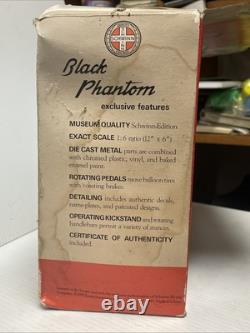 SCHWINN
Black
Phantom
exclusive features
MUSEUM QUALITY Schwinn-Edition
EXACT SCALE 1:6 ratio (12" x 6")
DIE CAST METAL parts are combined
with chromed plastic, vinyl, and baked
enamel paint.
ROTATING PEDALS move balloon tires
with coasting brakes.
DETAILING includes authentic decals,
name-plates, and patented designs.
OPERATING KICKSTAND and rotating
handlebars permit a variety of stances.
CERTIFICATE OF AUTHENTICITY
included.